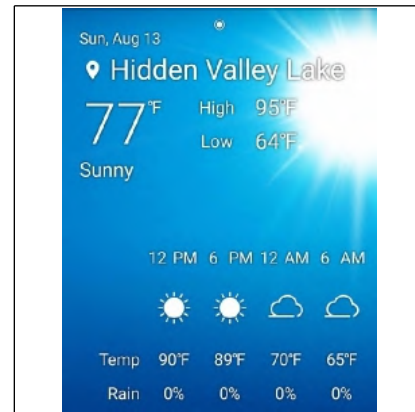 Sun, Aug 13
Hidden Valley Lake
77°F
High 95°F
Low 64°F
Sunny
12 PM 6 PM 12 AM 6 AM
Temp 90°F 89°F 70°F 65°F
Rain 0% 0% 0% 0%